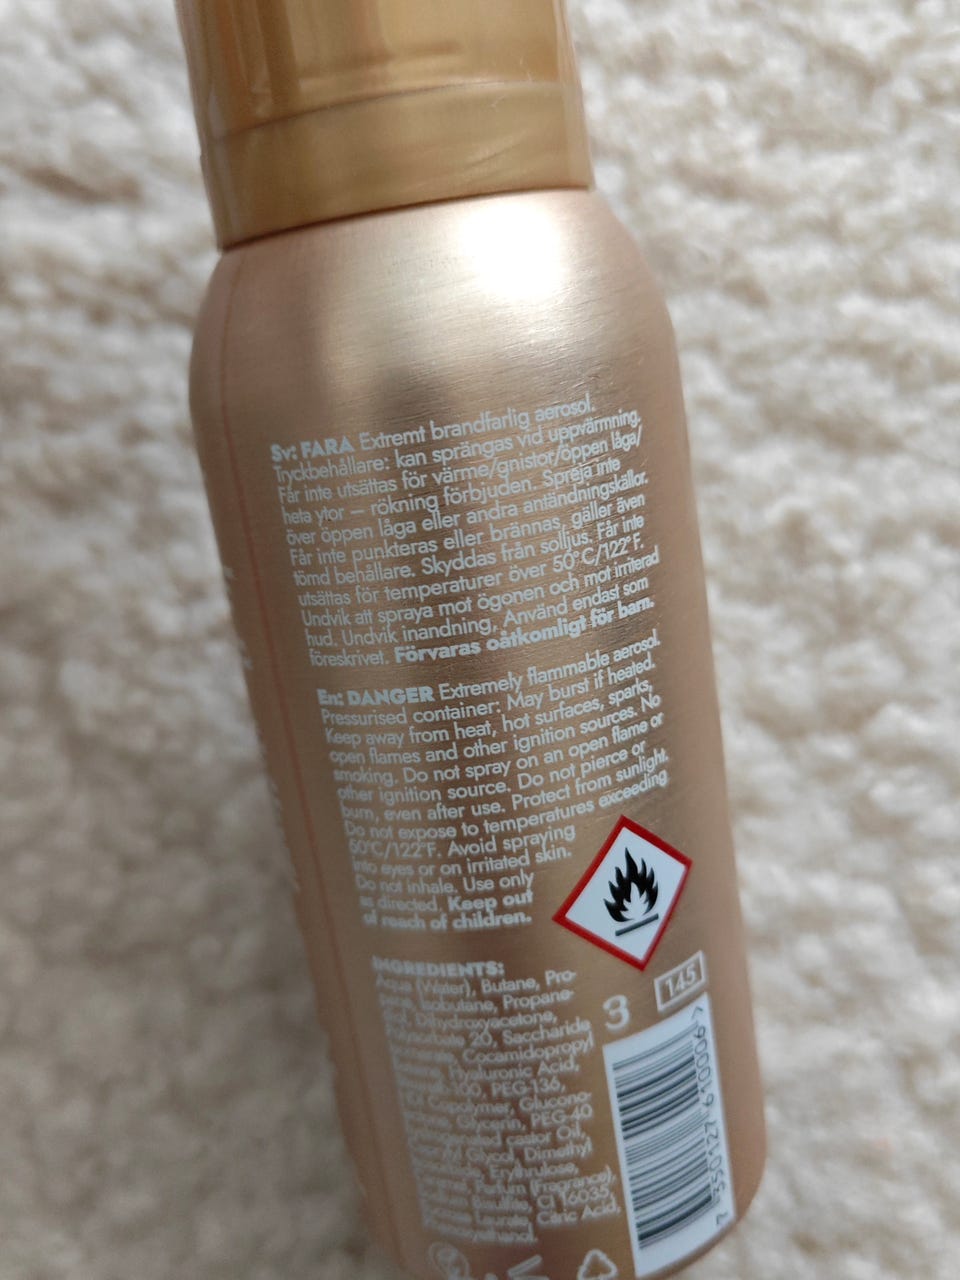 Sv: FARA Extremt brandfarlig aerosol.
Tryckbehållare: kan sprängas vid uppvärmning.
Får inte utsättas för värme/gnistor/öppen låga/
heta ytor – rökning förbjuden. Spreja inte
över öppen låga eller andra antändningskällor.
Får inte punkteras eller brännas, gäller även
tömd behållare. Skyddas från solljus. Får inte
utsättas för temperaturer över 50°C/122°F.
Undvik att spraya mot ögonen och mot irriterad
hud. Undvik inandning. Använd endast som
föreskrivet. Förvaras oåtkomligt för barn.
En: DANGER Extremely flammable aerosol.
Pressurised container: May burst if heated.
Keep away from heat, hot surfaces, sparks,
open flames and other ignition sources. No
smoking. Do not spray on an open flame or
other ignition source. Do not pierce or
burn, even after use. Protect from sunlight.
Do not expose to temperatures exceeding
50°C/122°F. Avoid spraying
into eyes or on irritated skin.
Do not inhale. Use only
as directed. Keep out
of reach of children.
INGREDIENTS:
Aqua (Water), Butane, Pro-
Isobutane, Propane-
Dihydroxyacetone,
20, Saccharide
Cocamidopropyl
Hyaluronic Acid,
PEG-136,
Copolymer, Glucono-
Glycerin, PEG-40
castor Oil,
Glycol, Dimethyl
Erythrulose,
Parfum (Fragrance),
CI 16035,
Laurate, Citric Acid,
3
145
7 350127 610006 >